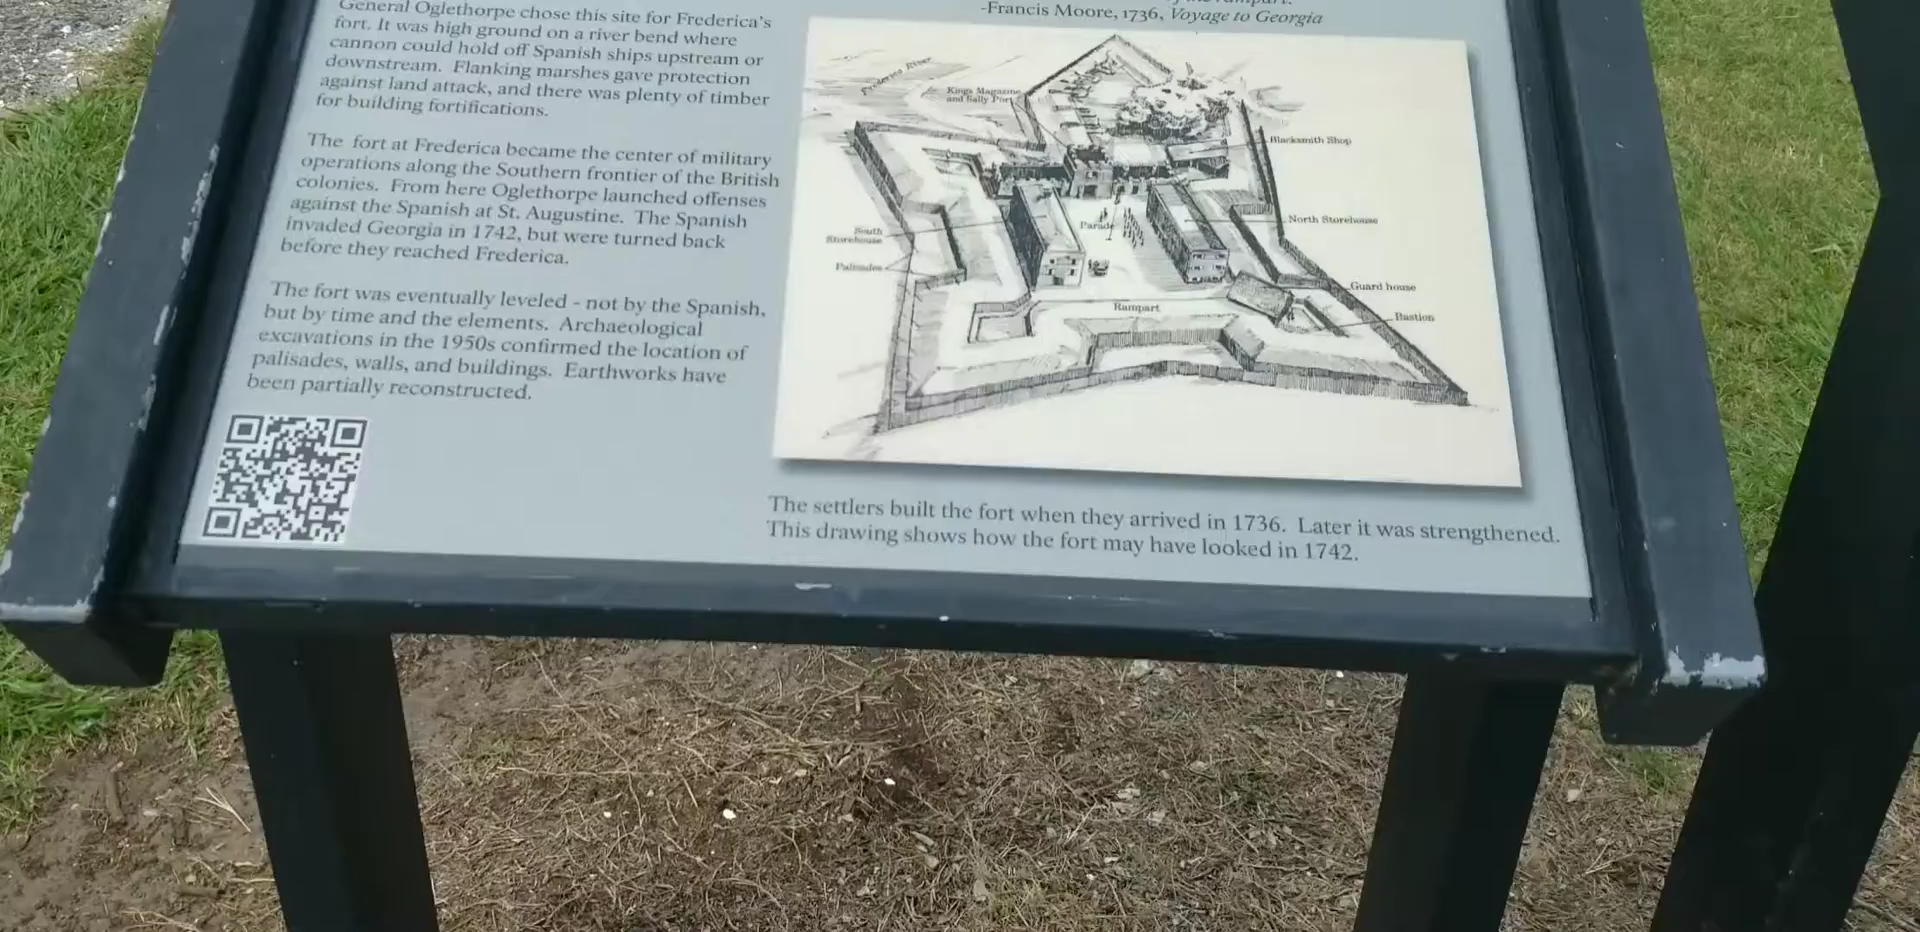 General Oglethorpe chose this site for Frederica's
fort. It was high ground on a river bend where
cannon could hold off Spanish ships upstream or
downstream. Flanking marshes gave protection
against land attack, and there was plenty of timber
for building fortifications.
The fort at Frederica became the center of military
operations along the Southern frontier of the British
colonies. From here Oglethorpe launched offenses
against the Spanish at St. Augustine. The Spanish
invaded Georgia in 1742, but were turned back
before they reached Frederica.
The fort was eventually leveled - not by the Spanish,
but by time and the elements. Archaeological
excavations in the 1950s confirmed the location of
palisades, walls, and buildings. Earthworks have
been partially reconstructed.
-Francis Moore, 1736, Voyage to Georgia
Frederica River
Kings Magazine
and Sally Port
Blacksmith Shop
North Storehouse
Parade
South
Storehouse
Palisades
Guard house
Rampart
Bastion
The settlers built the fort when they arrived in 1736. Later it was strengthened.
This drawing shows how the fort may have looked in 1742.